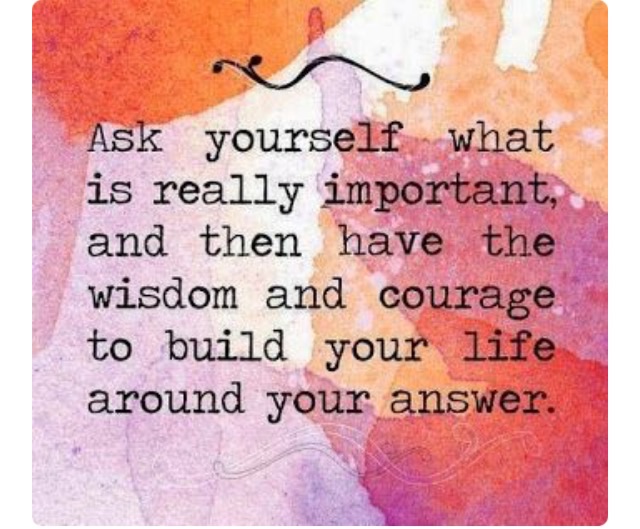 Ask yourself what
is really important,
and then have the
wisdom and courage
to build your life
around your answer.